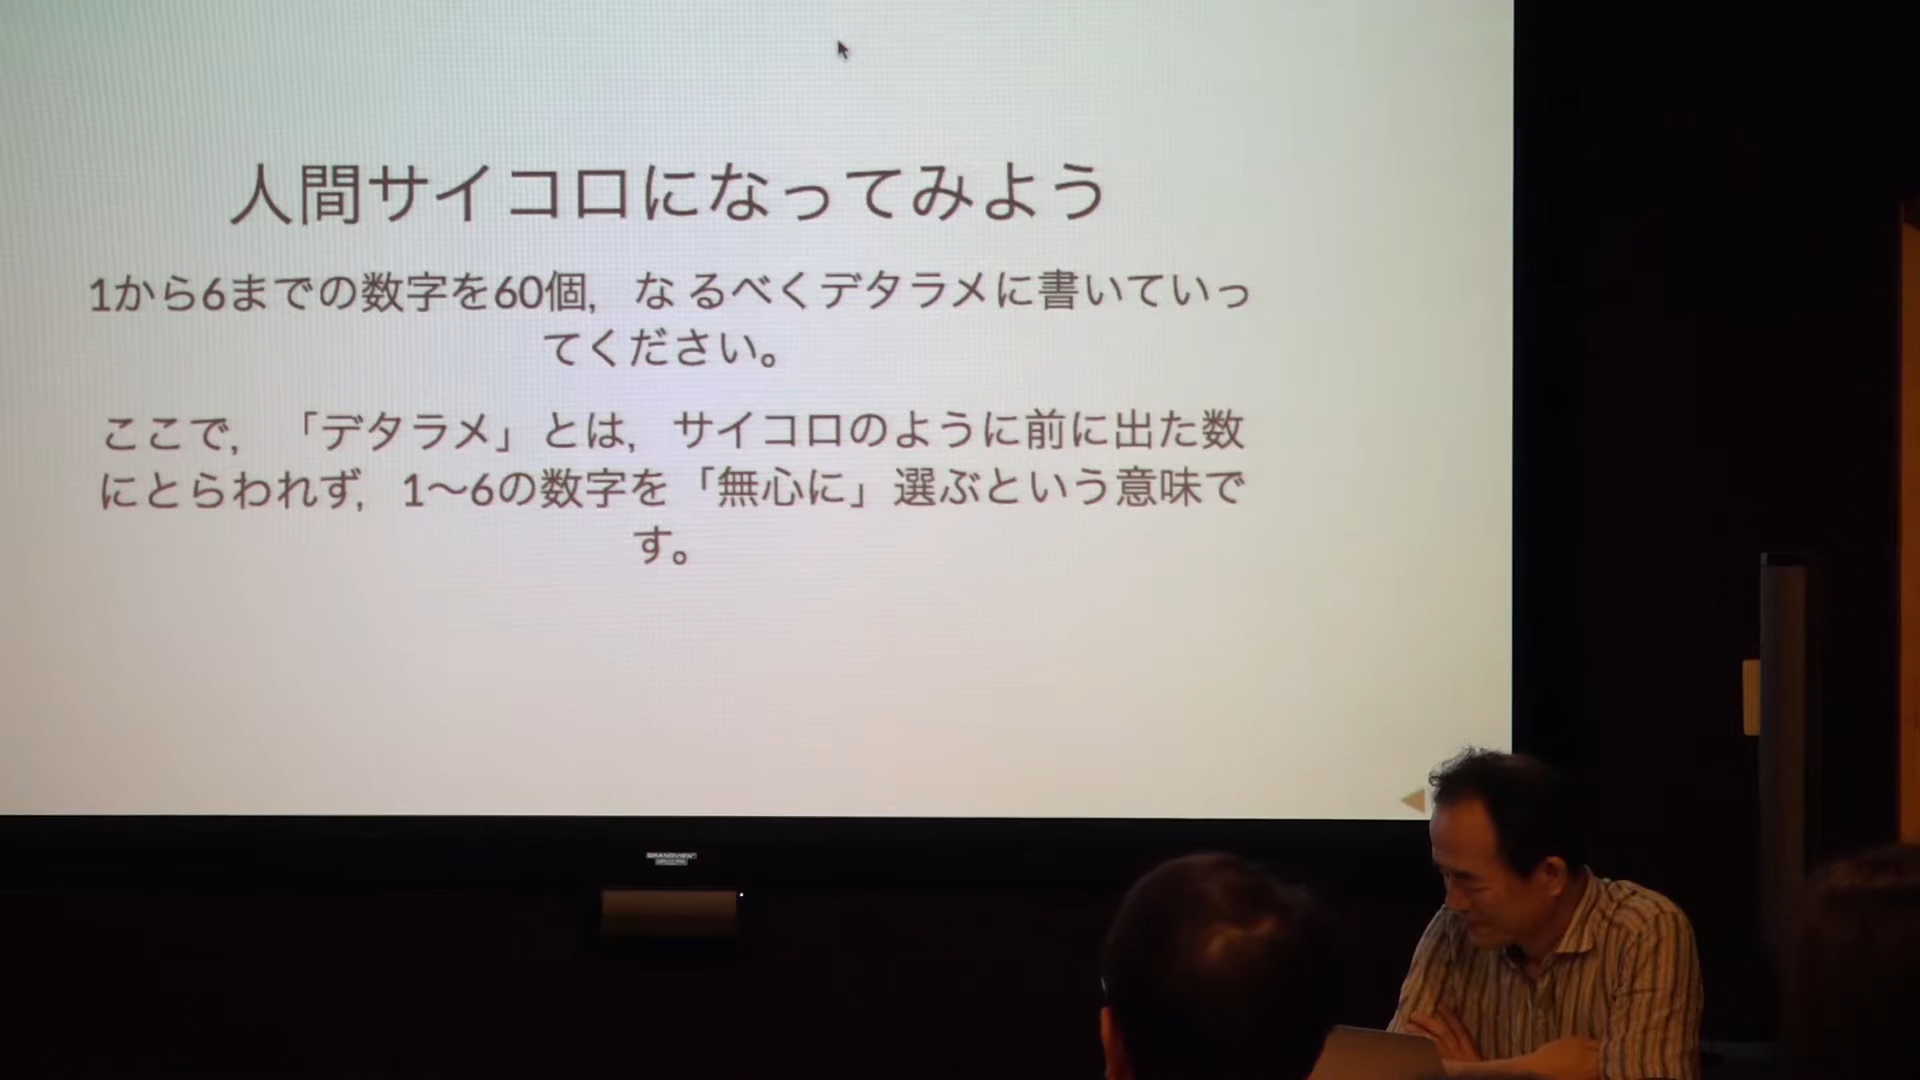 人間サイコロになってみよう
1から6までの数字を60個，なるべくデタラメに書いていっ
てください。
ここで，「デタラメ」とは，サイコロのように前に出た数
にとらわれず，1〜6の数字を「無心に」選ぶという意味で
す。
GRANDVIEW